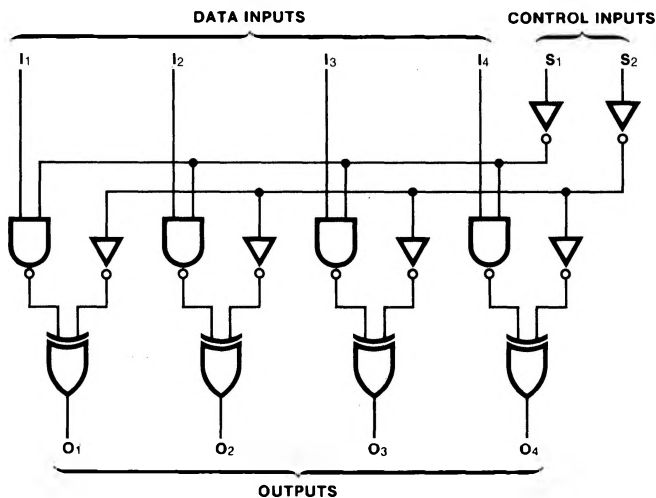 DATA INPUTS CONTROL INPUTS
I1 I2 I3 I4 S1 S2
O1 O2 O3 O4
OUTPUTS